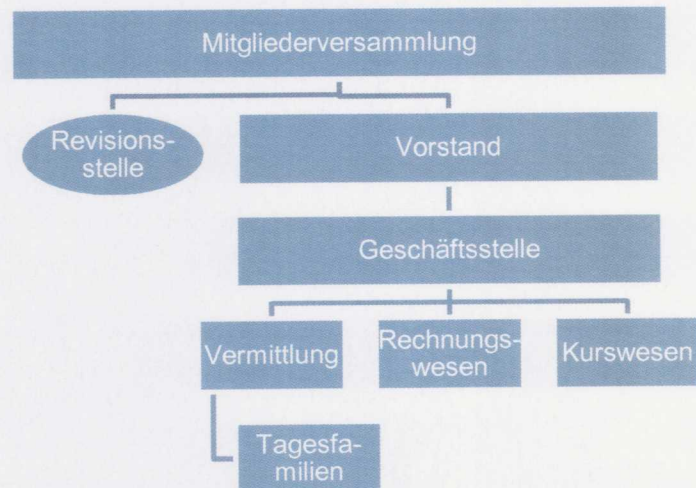 Mitgliederversammlung
Revisions-
stelle
Vorstand
Geschäftsstelle
Vermittlung
Rechnungs-
wesen
Kurswesen
Tagesfa-
milien